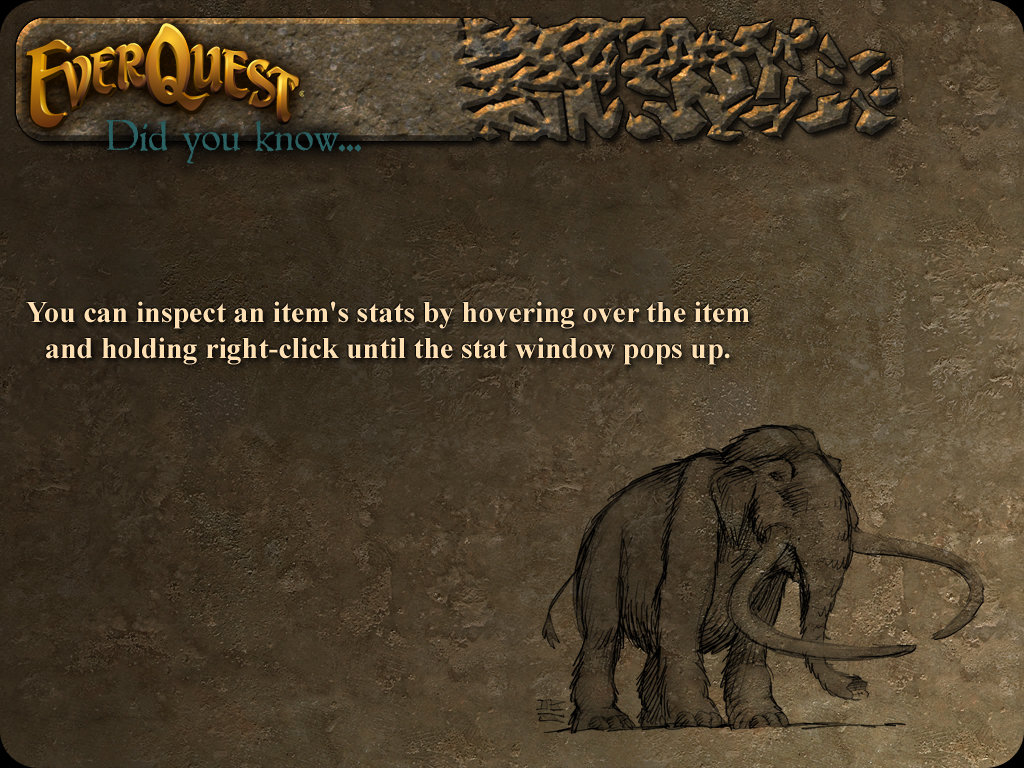 EverQuest
Did you know...
You can inspect an item's stats by hovering over the item
and holding right-click until the stat window pops up.